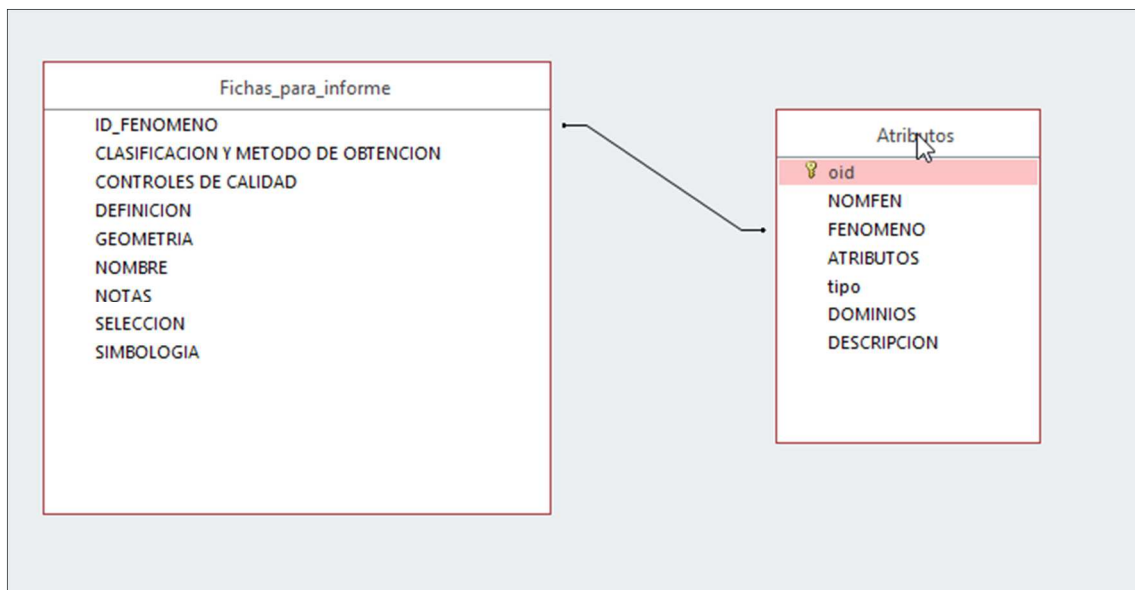 Fichas_para_informe
ID_FENOMENO
CLASIFICACION Y METODO DE OBTENCION
CONTROLES DE CALIDAD
DEFINICION
GEOMETRIA
NOMBRE
NOTAS
SELECCION
SIMBOLOGIA
Atributos
oid
NOMFEN
FENOMENO
ATRIBUTOS
tipo
DOMINIOS
DESCRIPCION